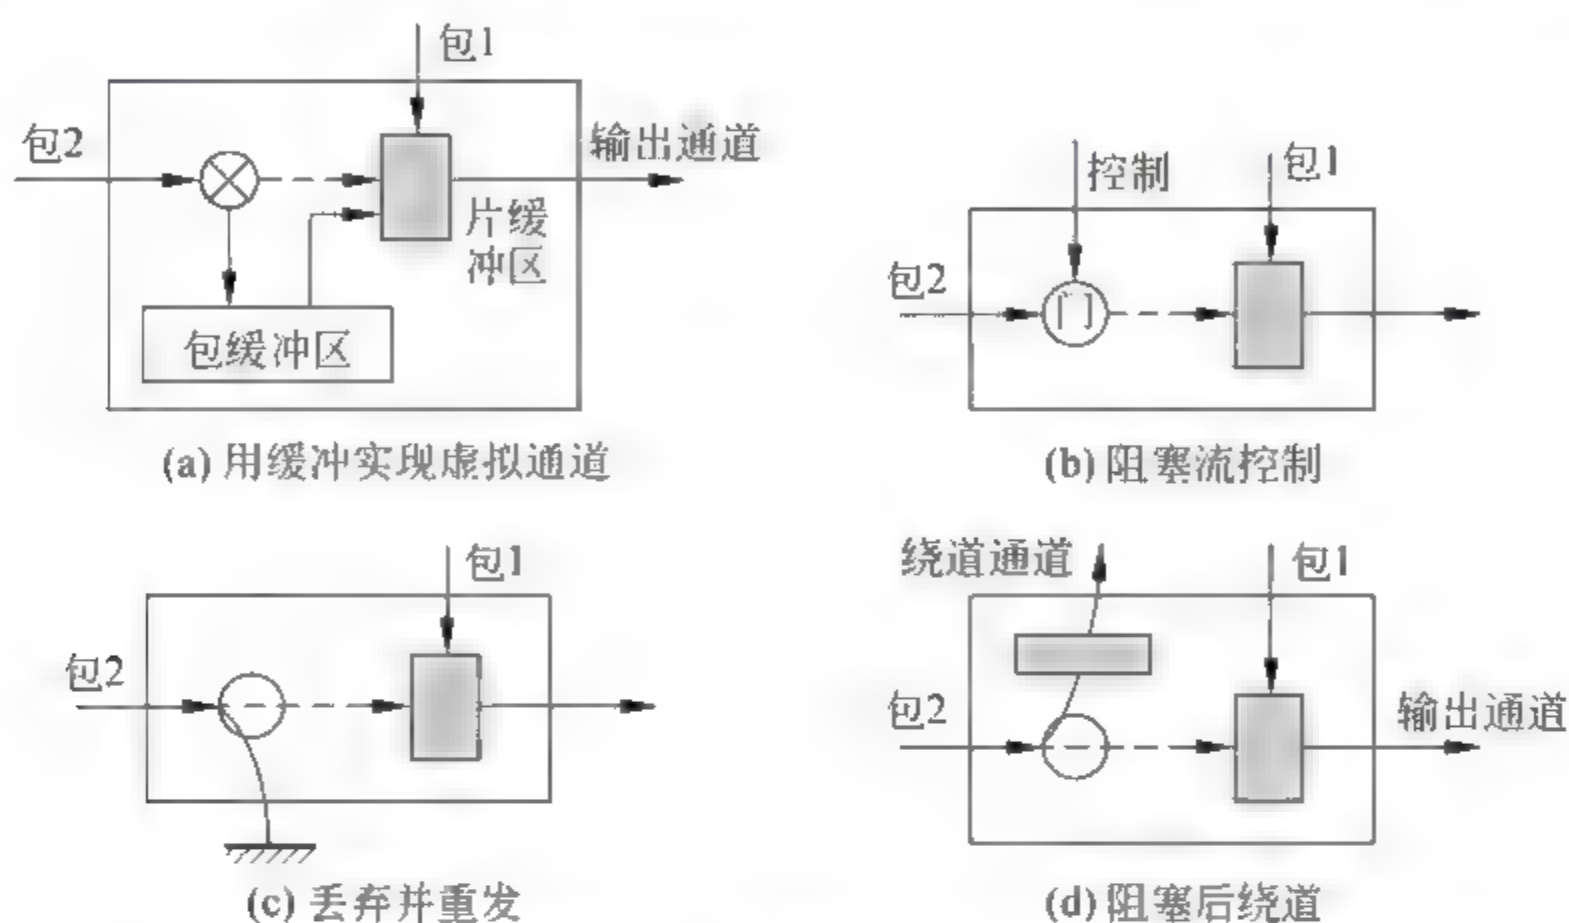 包1
包2
输出通道
片缓
冲区
包缓冲区
(a) 用缓冲实现虚拟通道
控制
包1
包2
门
(b) 阻塞流控制
包1
包2
(c) 丢弃并重发
绕道通道
包1
包2
输出通道
(d) 阻塞后绕道